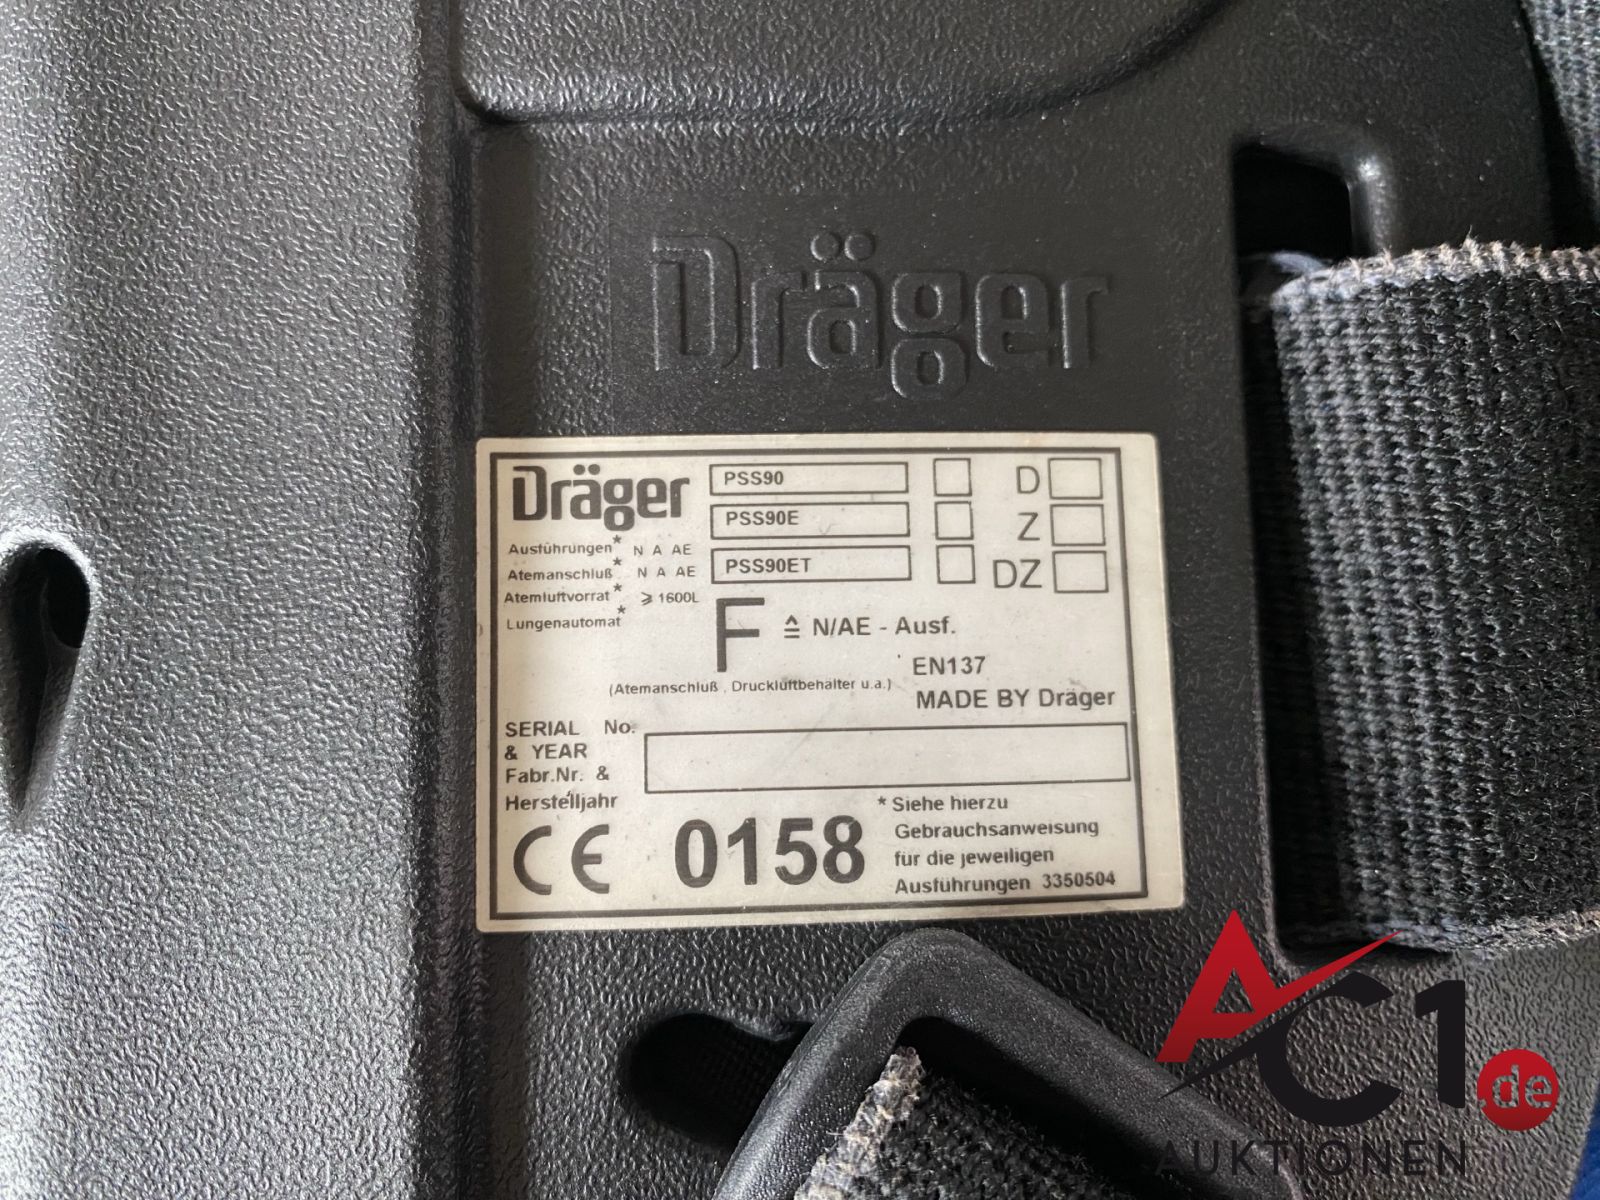 Dräger
Dräger
PSS90
D
PSS90E
Z
PSS90ET
DZ
Ausführungen* N A AE
Atemanschluß* N A AE
Atemluftvorrat* ⩾ 1600L
Lungenautomat*
F ≙ N/AE - Ausf.
EN137
(Atemanschluß , Druckluftbehälter u.a.)
MADE BY Dräger
SERIAL No.
& YEAR
Fabr.Nr. &
Herstelljahr
CE 0158
* Siehe hierzu
Gebrauchsanweisung
für die jeweiligen
Ausführungen 3350504
AC1.de
AUKTIONEN